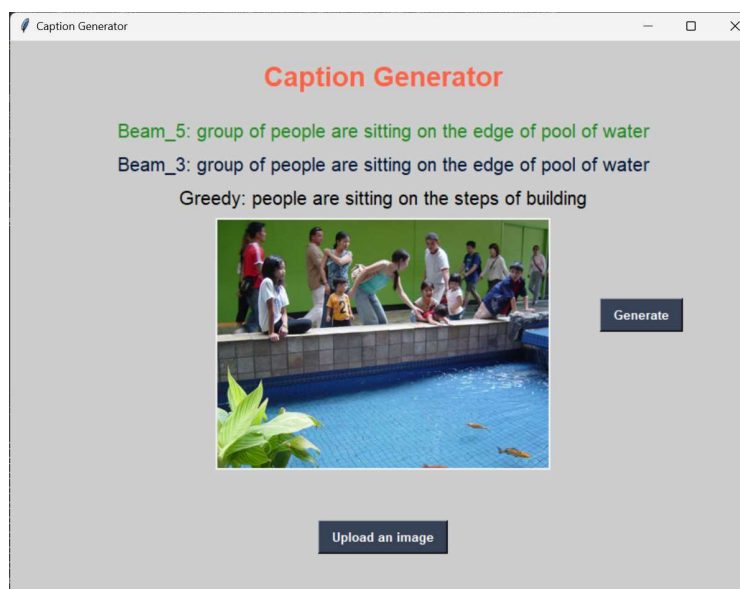 Caption Generator
Caption Generator
Beam_5: group of people are sitting on the edge of pool of water
Beam_3: group of people are sitting on the edge of pool of water
Greedy: people are sitting on the steps of building
2
Generate
Upload an image